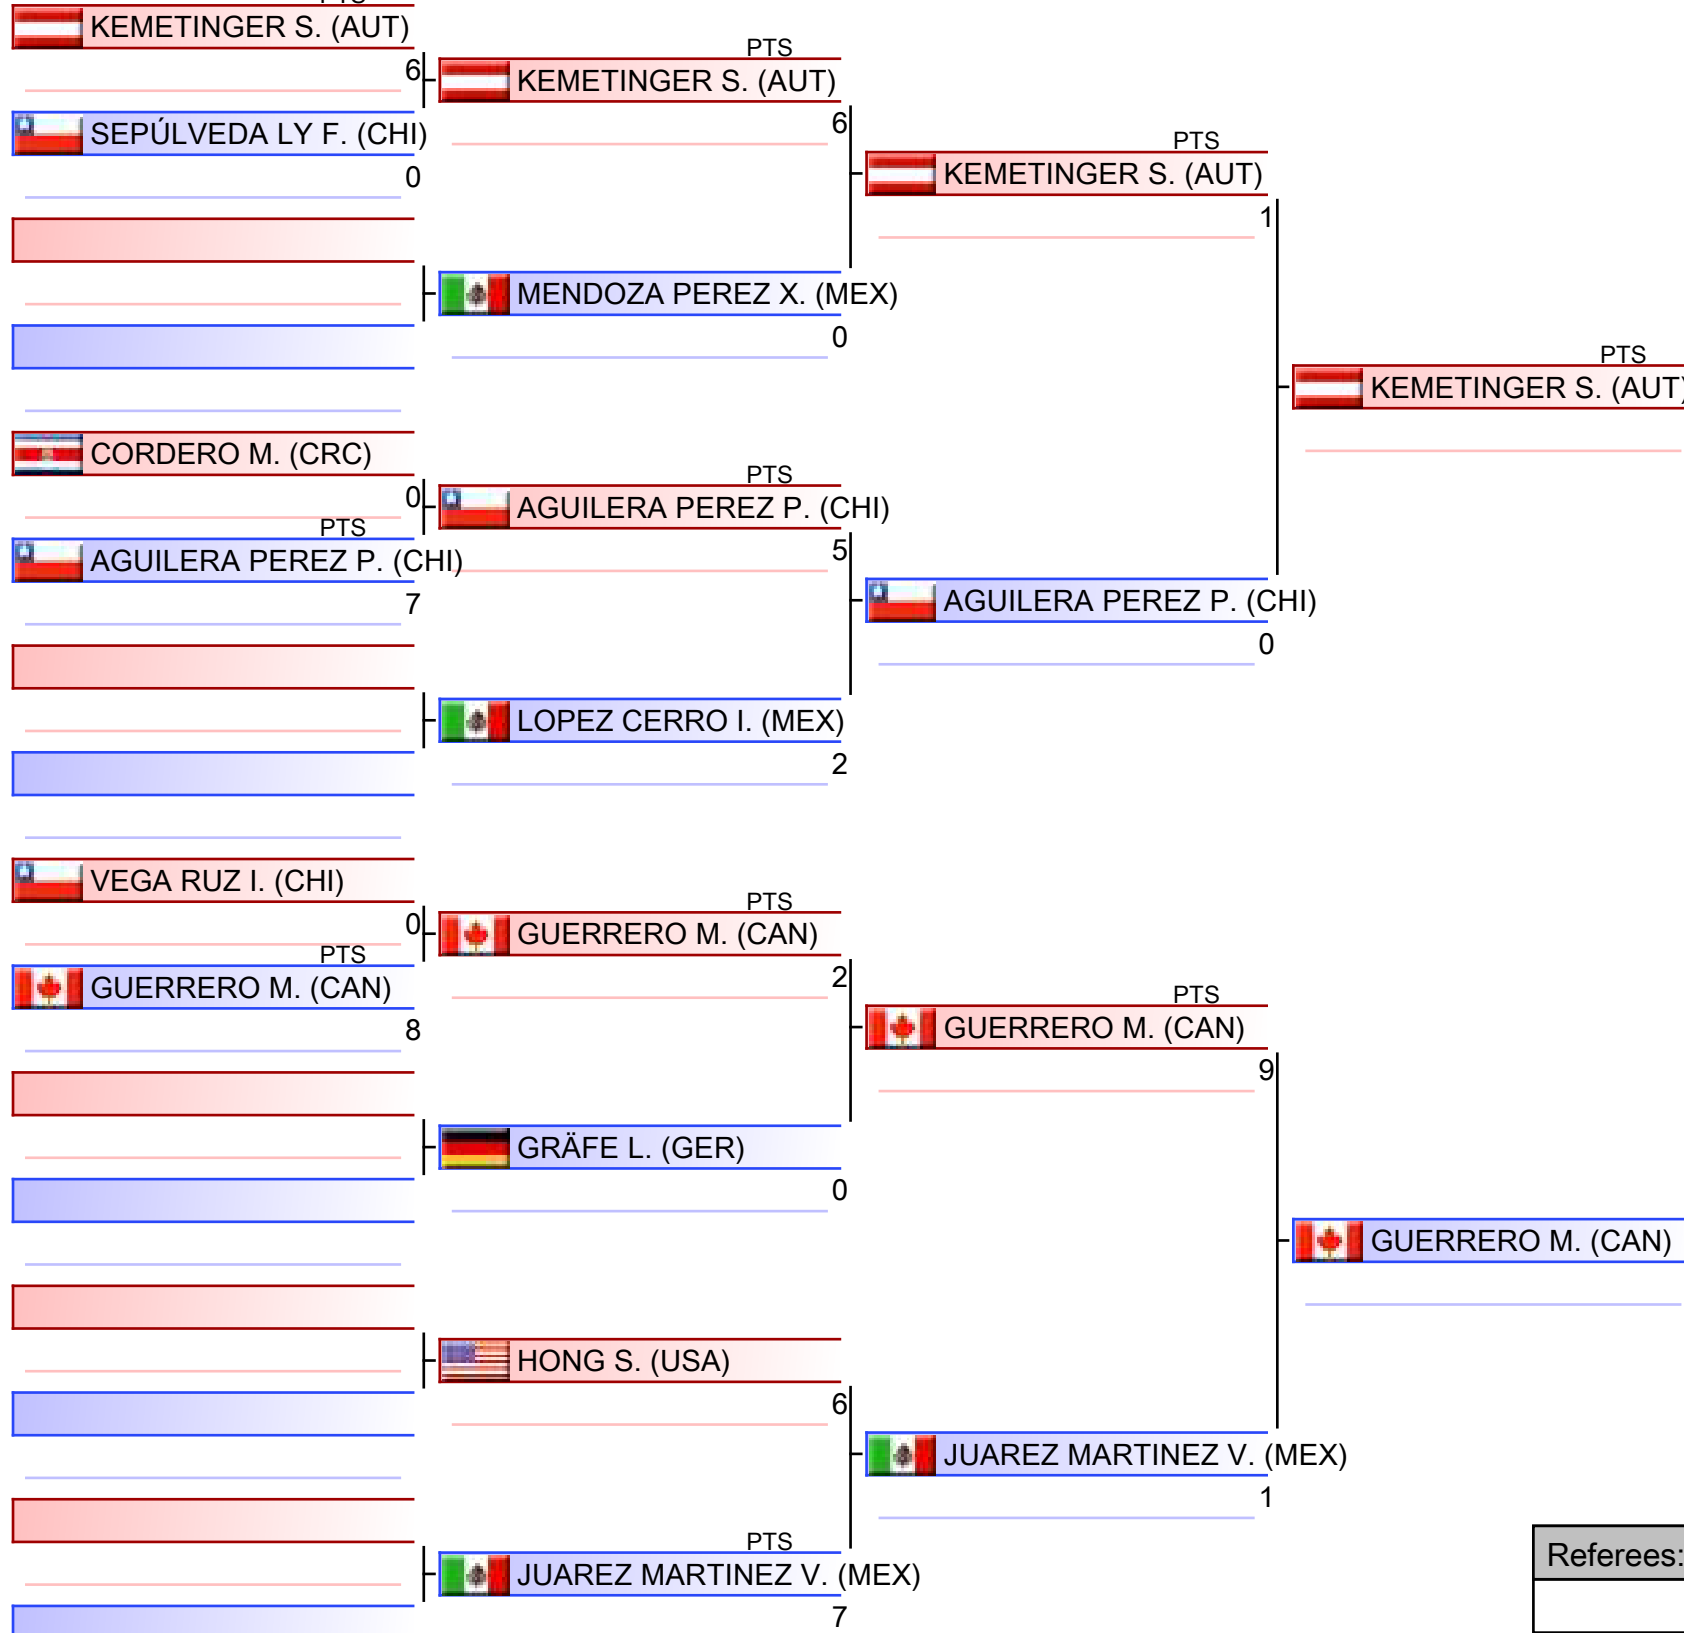 PTS
KEMETINGER S. (AUT)
6
SEPÚLVEDA LY F. (CHI)
0
CORDERO M. (CRC)
0
PTS
AGUILERA PEREZ P. (CHI)
7
VEGA RUZ I. (CHI)
0
PTS
GUERRERO M. (CAN)
8
PTS
KEMETINGER S. (AUT)
6
MENDOZA PEREZ X. (MEX)
0
PTS
AGUILERA PEREZ P. (CHI)
5
LOPEZ CERRO I. (MEX)
2
PTS
GUERRERO M. (CAN)
2
GRÄFE L. (GER)
0
HONG S. (USA)
6
PTS
JUAREZ MARTINEZ V. (MEX)
7
PTS
KEMETINGER S. (AUT)
1
AGUILERA PEREZ P. (CHI)
0
PTS
GUERRERO M. (CAN)
9
JUAREZ MARTINEZ V. (MEX)
1
PTS
KEMETINGER S. (AUT)
GUERRERO M. (CAN)
Referees: